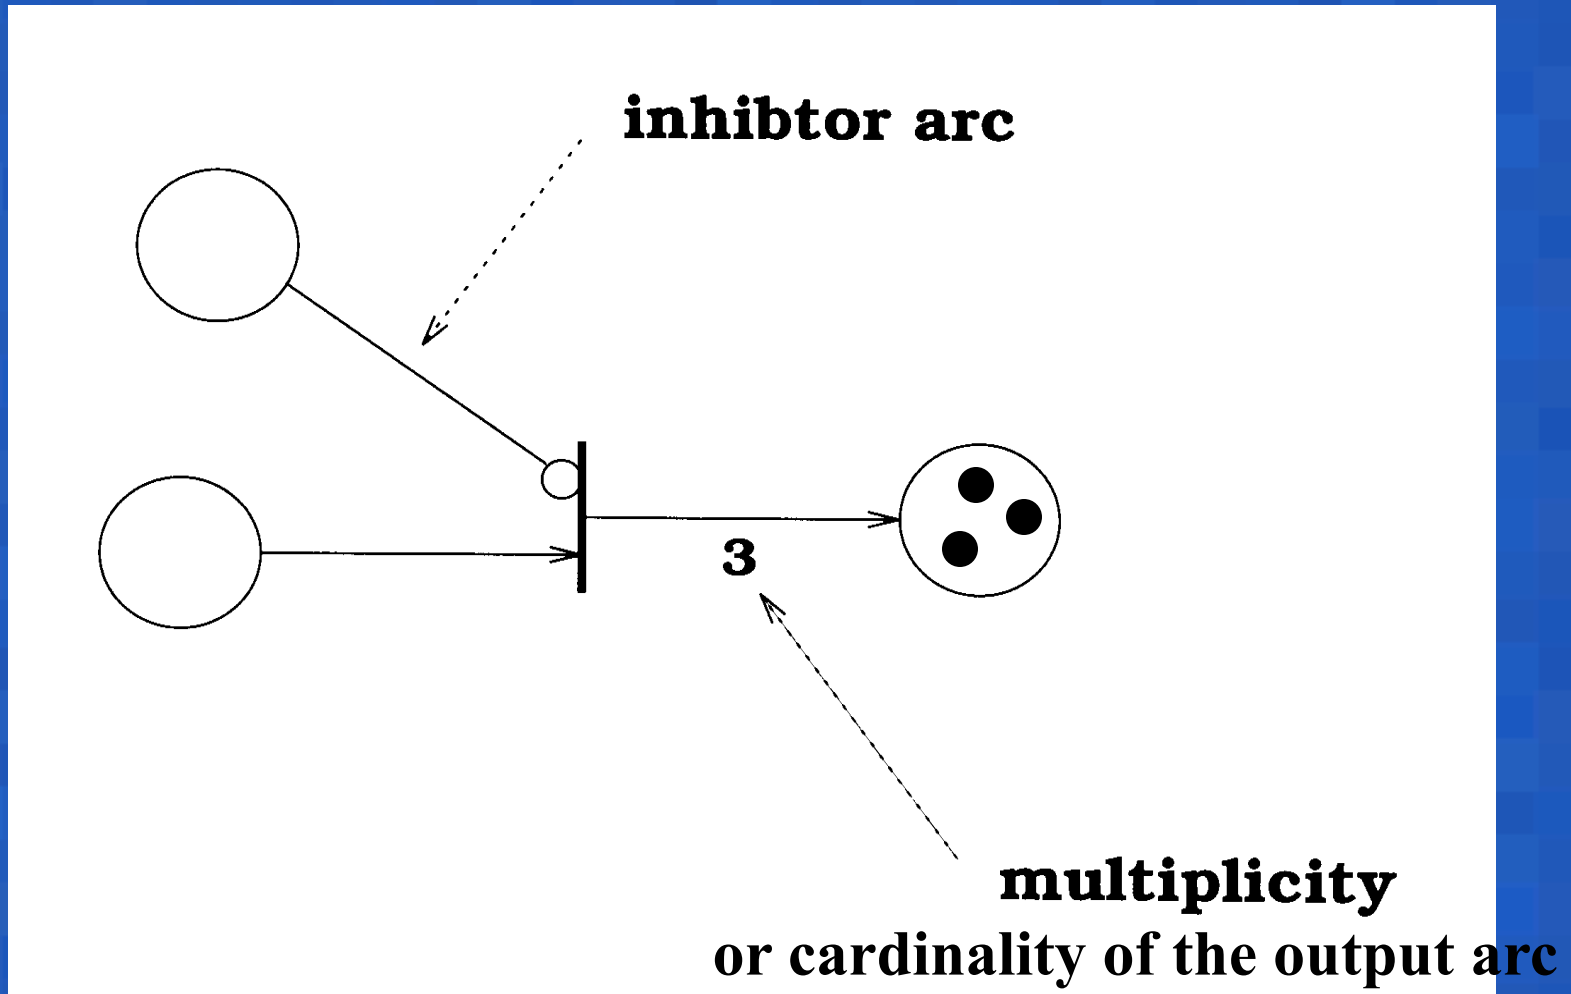 inhibtor arc
3
multiplicity
or cardinality of the output arc